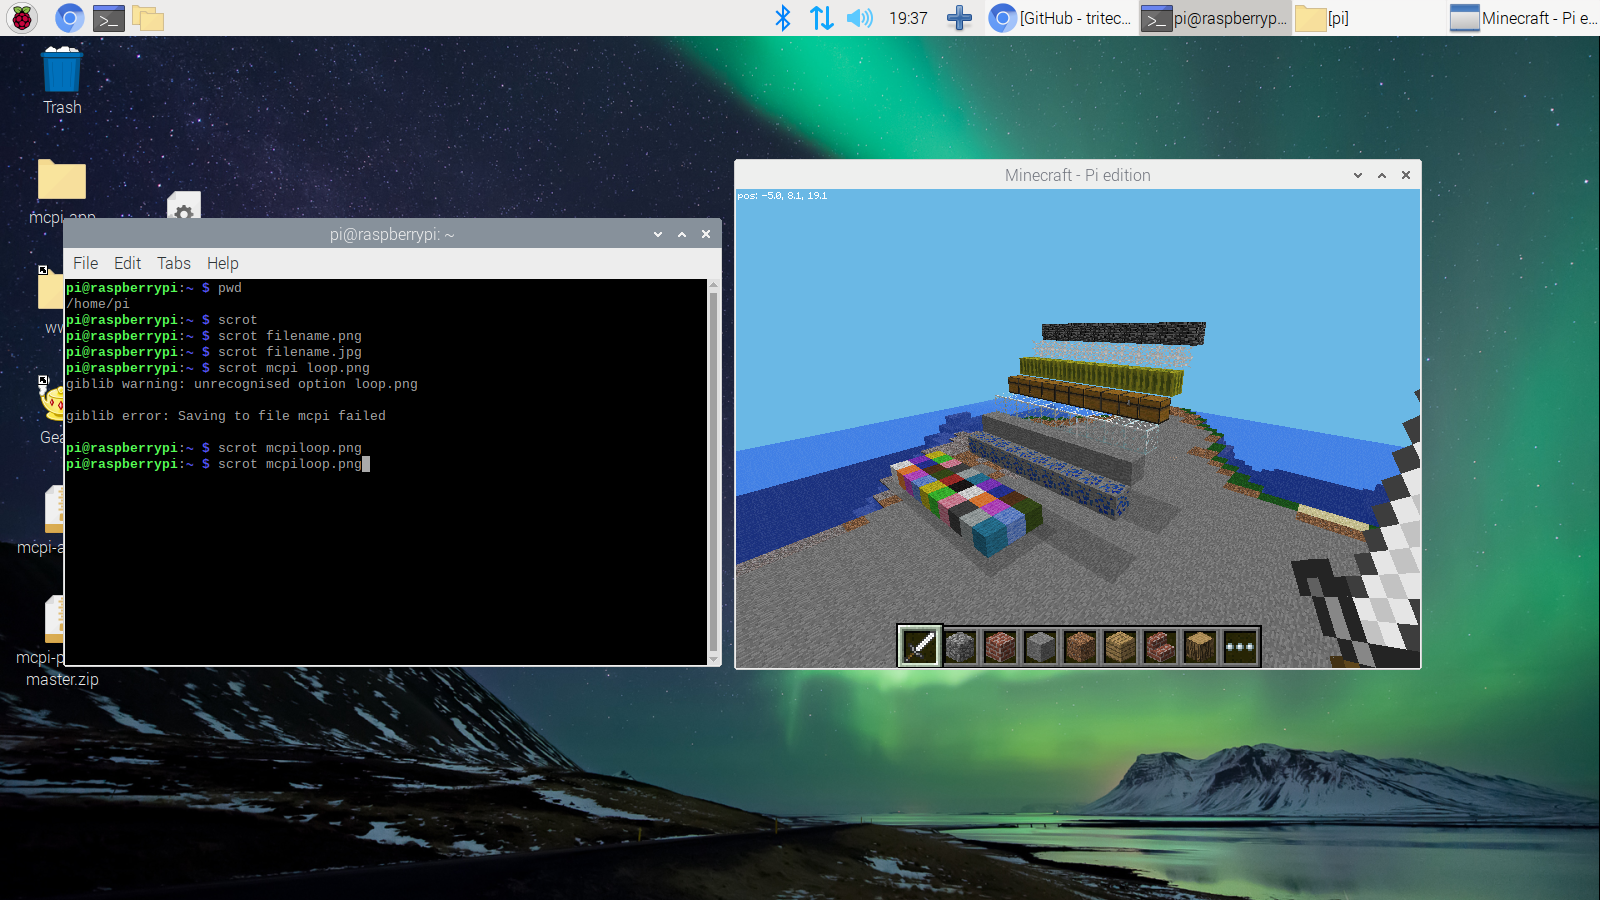 19:37
[GitHub - tritec...
pi@raspberryp...
[pi]
Minecraft - Pi e...
Trash
mcpi-app
pi@raspberrypi: ~
File Edit Tabs Help
pi@raspberrypi:~ $ pwd
/home/pi
pi@raspberrypi:~ $ scrot
pi@raspberrypi:~ $ scrot filename.png
pi@raspberrypi:~ $ scrot filename.jpg
pi@raspberrypi:~ $ scrot mcpi loop.png
giblib warning: unrecognised option loop.png
giblib error: Saving to file mcpi failed
pi@raspberrypi:~ $ scrot mcpiloop.png
pi@raspberrypi:~ $ scrot mcpiloop.png
ww
Gea
mcpi-a
mcpi-p
master.zip
Minecraft - Pi edition
pos: -5.0, 8.1, 19.1